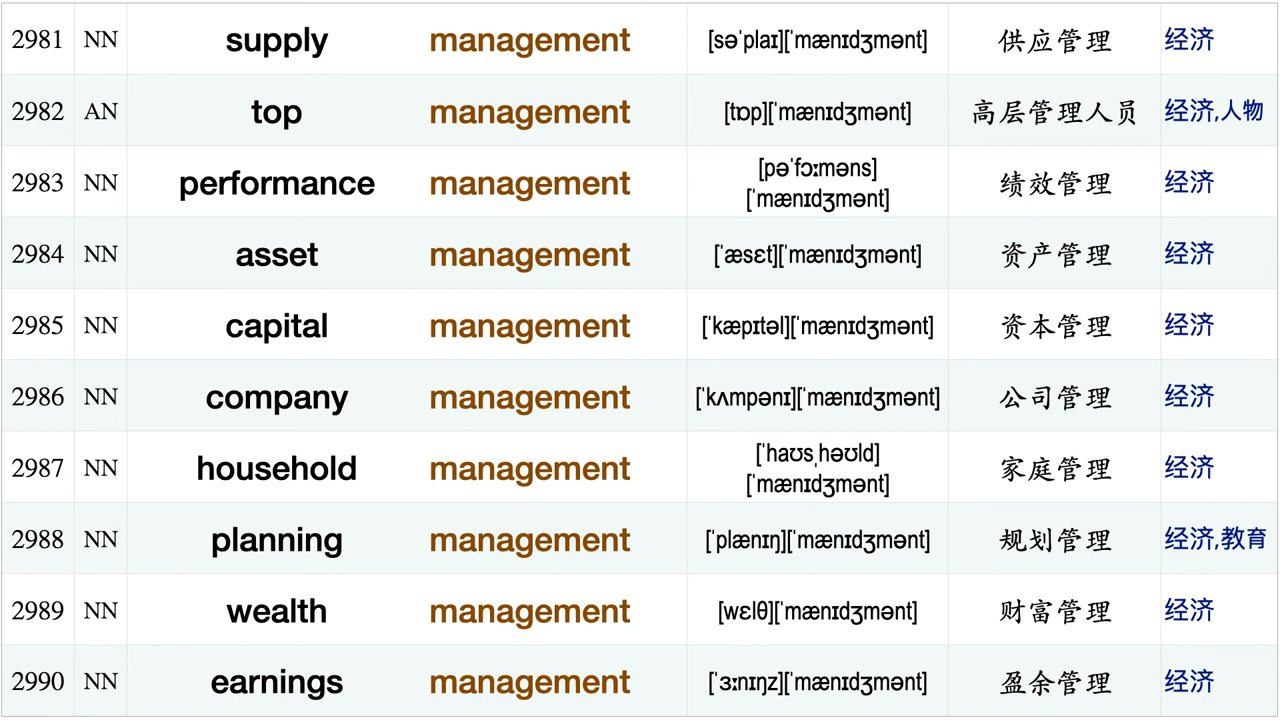 2981 NN supply management [səˈplaɪ][ˈmænɪdʒmənt] 供应管理 经济
2982 AN top management [tɒp][ˈmænɪdʒmənt] 高层管理人员 经济,人物
2983 NN performance management [pəˈfɔːməns] [ˈmænɪdʒmənt] 绩效管理 经济
2984 NN asset management [ˈæsɛt][ˈmænɪdʒmənt] 资产管理 经济
2985 NN capital management [ˈkæpɪtəl][ˈmænɪdʒmənt] 资本管理 经济
2986 NN company management [ˈkʌmpənɪ][ˈmænɪdʒmənt] 公司管理 经济
2987 NN household management [ˈhaʊsˌhəʊld] [ˈmænɪdʒmənt] 家庭管理 经济
2988 NN planning management [ˈplænɪŋ][ˈmænɪdʒmənt] 规划管理 经济,教育
2989 NN wealth management [wɛlθ][ˈmænɪdʒmənt] 财富管理 经济
2990 NN earnings management [ˈɜːnɪŋz][ˈmænɪdʒmənt] 盈余管理 经济